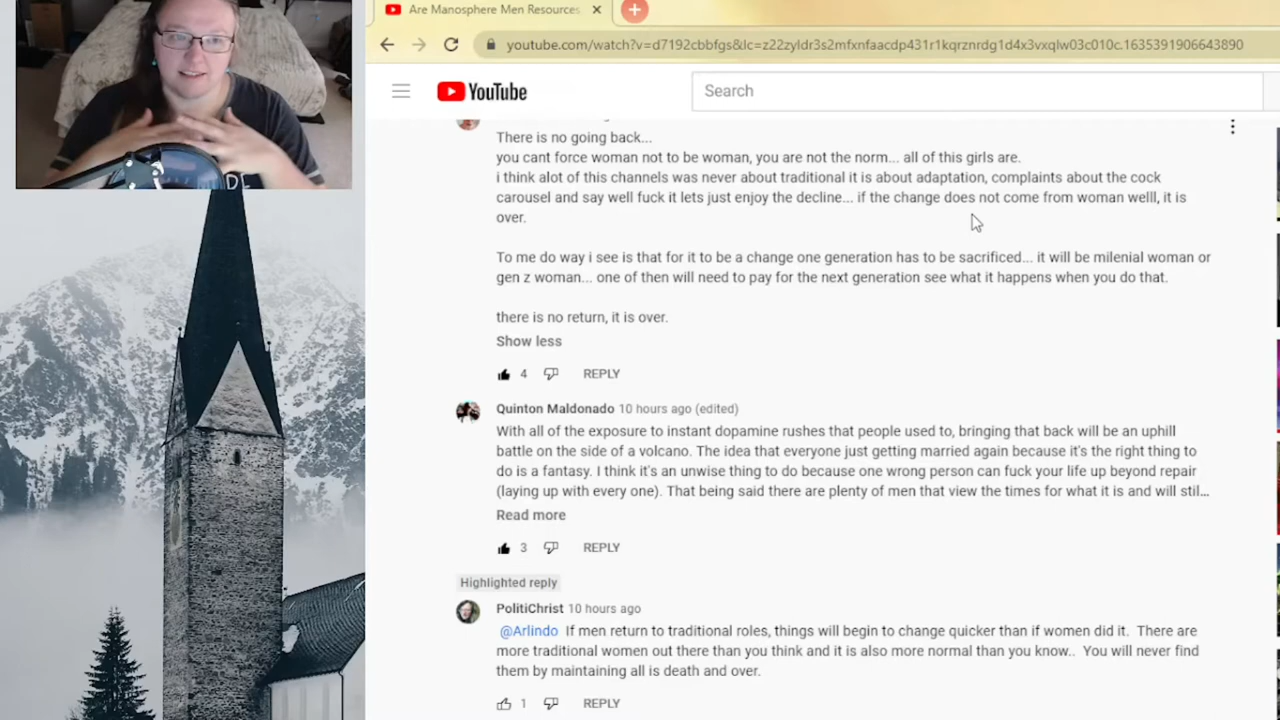 Are Manosphere Men Resources
youtube.com/watch?v=d7192cbbfgs&lc=z22zyldr3s2mfxnfaacdp431r1kqrznrdg1d4x3vxqlw03c010c.1635391906643890
YouTube
Search
There is no going back...
you cant force woman not to be woman, you are not the norm... all of this girls are.
i think alot of this channels was never about traditional it is about adaptation, complaints about the cock
carousel and say well fuck it lets just enjoy the decline... if the change does not come from woman welll, it is
over.
To me do way i see is that for it to be a change one generation has to be sacrificed... it will be milenial woman or
gen z woman... one of then will need to pay for the next generation see what it happens when you do that.
there is no return, it is over.
Show less
4 REPLY
Quinton Maldonado 10 hours ago (edited)
With all of the exposure to instant dopamine rushes that people used to, bringing that back will be an uphill
battle on the side of a volcano. The idea that everyone just getting married again because it's the right thing to
do is a fantasy. I think it's an unwise thing to do because one wrong person can fuck your life up beyond repair
(laying up with every one). That being said there are plenty of men that view the times for what it is and will stil...
Read more
3 REPLY
Highlighted reply
PolitiChrist 10 hours ago
@Arlindo If men return to traditional roles, things will begin to change quicker than if women did it. There are
more traditional women out there than you think and it is also more normal than you know.. You will never find
them by maintaining all is death and over.
1 REPLY